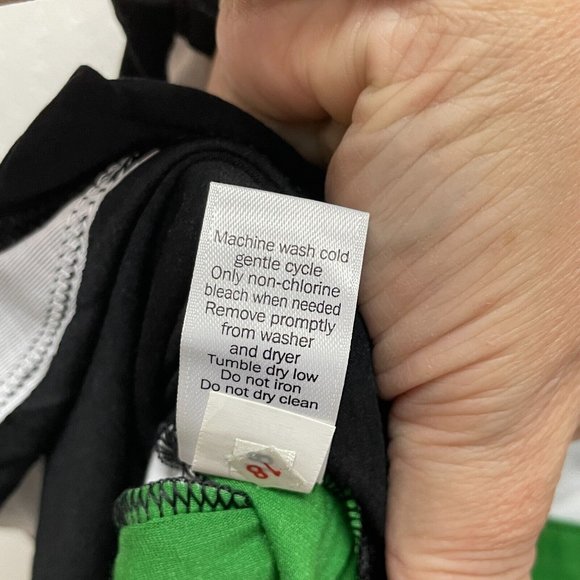 Machine wash cold
gentle cycle
Only non-chlorine
bleach when needed
Remove promptly
from washer
and dryer
Tumble dry low
Do not iron
Do not dry clean
18